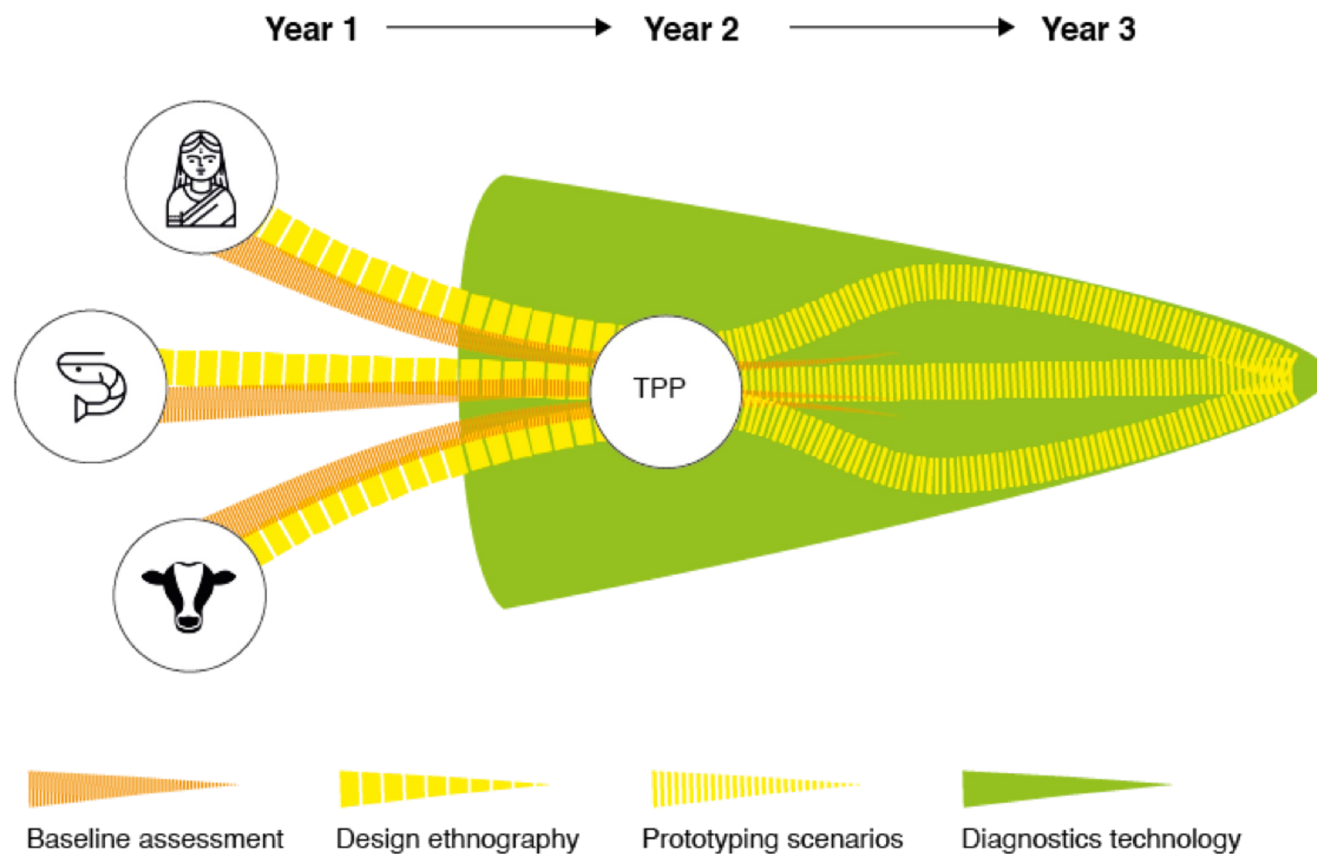 Year 1 Year 2 Year 3
TPP
Baseline assessment Design ethnography Prototyping scenarios Diagnostics technology